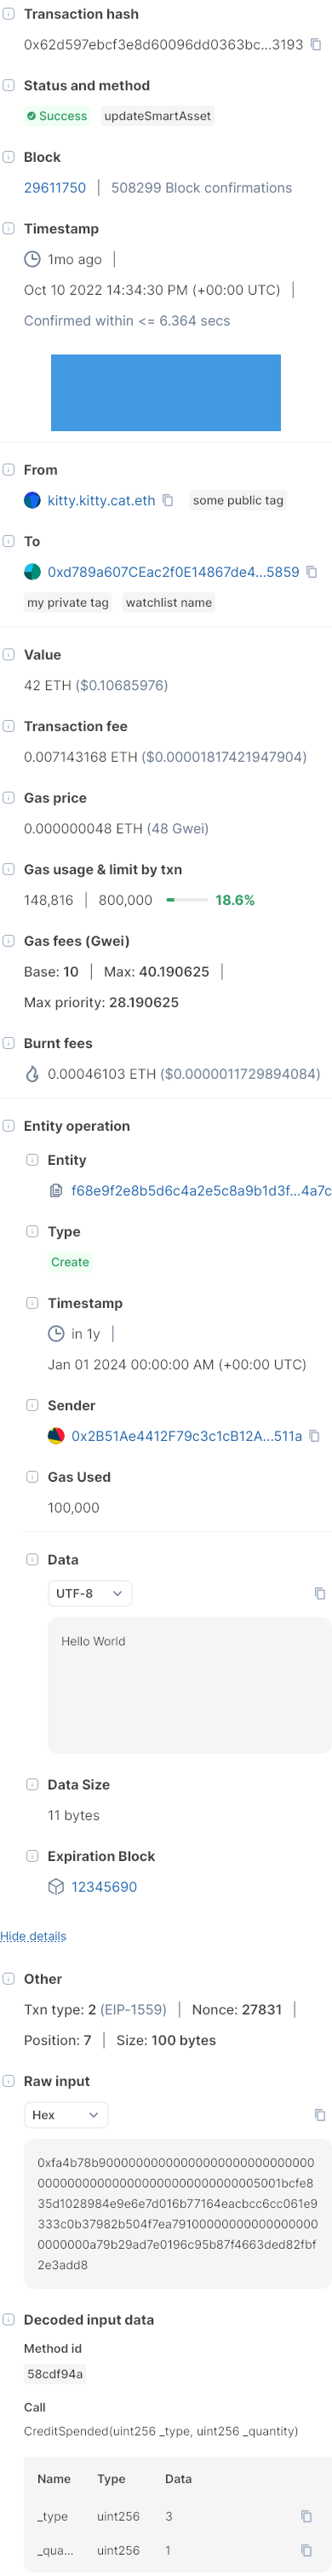 Transaction hash
0x62d597ebcf3e8d60096dd0363bc...3193
Status and method
Success updateSmartAsset
Block
29611750 | 508299 Block confirmations
Timestamp
1mo ago |
Oct 10 2022 14:34:30 PM (+00:00 UTC) |
Confirmed within <= 6.364 secs
From
kitty.kitty.cat.eth some public tag
To
0xd789a607CEac2f0E14867de4...5859
my private tag watchlist name
Value
42 ETH ($0.10685976)
Transaction fee
0.007143168 ETH ($0.00001817421947904)
Gas price
0.000000048 ETH (48 Gwei)
Gas usage & limit by txn
148,816 | 800,000 18.6%
Gas fees (Gwei)
Base: 10 | Max: 40.190625 |
Max priority: 28.190625
Burnt fees
0.00046103 ETH ($0.0000011729894084)
Entity operation
Entity
f68e9f2e8b5d6c4a2e5c8a9b1d3f...4a7c
Type
Create
Timestamp
in 1y |
Jan 01 2024 00:00:00 AM (+00:00 UTC)
Sender
0x2B51Ae4412F79c3c1cB12A...511a
Gas Used
100,000
Data
UTF-8
Hello World
Data Size
11 bytes
Expiration Block
12345690
Hide details
Other
Txn type: 2 (EIP-1559) | Nonce: 27831 |
Position: 7 | Size: 100 bytes
Raw input
Hex
0xfa4b78b90000000000000000000000000000
00000000000000000000000000005001bcfe8
35d1028984e9e6e7d016b77164eacbcc6cc061e9
333c0b37982b504f7ea791000000000000000
0000000a79b29ad7e0196c95b87f4663ded82fbf
2e3add8
Decoded input data
Method id
58cdf94a
Call
CreditSpended(uint256 _type, uint256 _quantity)
Name Type Data
_type uint256 3
_qua... uint256 1